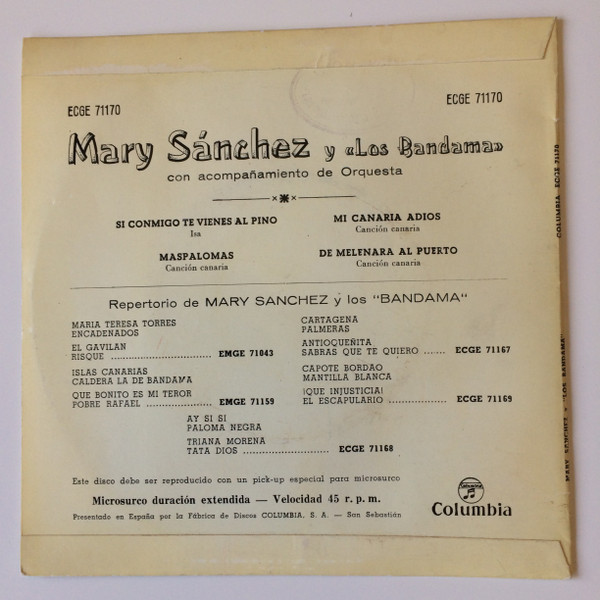 ECGE 71170
ECGE 71170
Mary Sánchez y «Los Bandama»
con acompañamiento de Orquesta
SI CONMIGO TE VIENES AL PINO
Isa
MI CANARIA ADIOS
Canción canaria
MASPALOMAS
Canción canaria
DE MELENARA AL PUERTO
Canción canaria
Repertorio de MARY SANCHEZ y los "BANDAMA"
MARIA TERESA TORRES
ENCADENADOS
EL GAVILAN
RISQUE ........................ EMGE 71043
ISLAS CANARIAS
CALDERA LA DE BANDAMA
QUE BONITO ES MI TEROR
POBRE RAFAEL ................ EMGE 71159
CARTAGENA
PALMERAS
ANTIOQUEÑITA
SABRAS QUE TE QUIERO ...... ECGE 71167
CAPOTE BORDAO
MANTILLA BLANCA
¡QUE INJUSTICIA!
EL ESCAPULARIO ................ ECGE 71169
AY SI SI
PALOMA NEGRA
TRIANA MORENA
TATA DIOS ........................ ECGE 71168
Este disco debe ser reproducido con un pick-up especial para microsurco
Microsurco duración extendida — Velocidad 45 r. p. m.
Presentado en España por la Fábrica de Discos COLUMBIA, S. A. — San Sebastián
Columbia
COLUMBIA ECGE 71170
MARY SANCHEZ y "LOS BANDAMA"